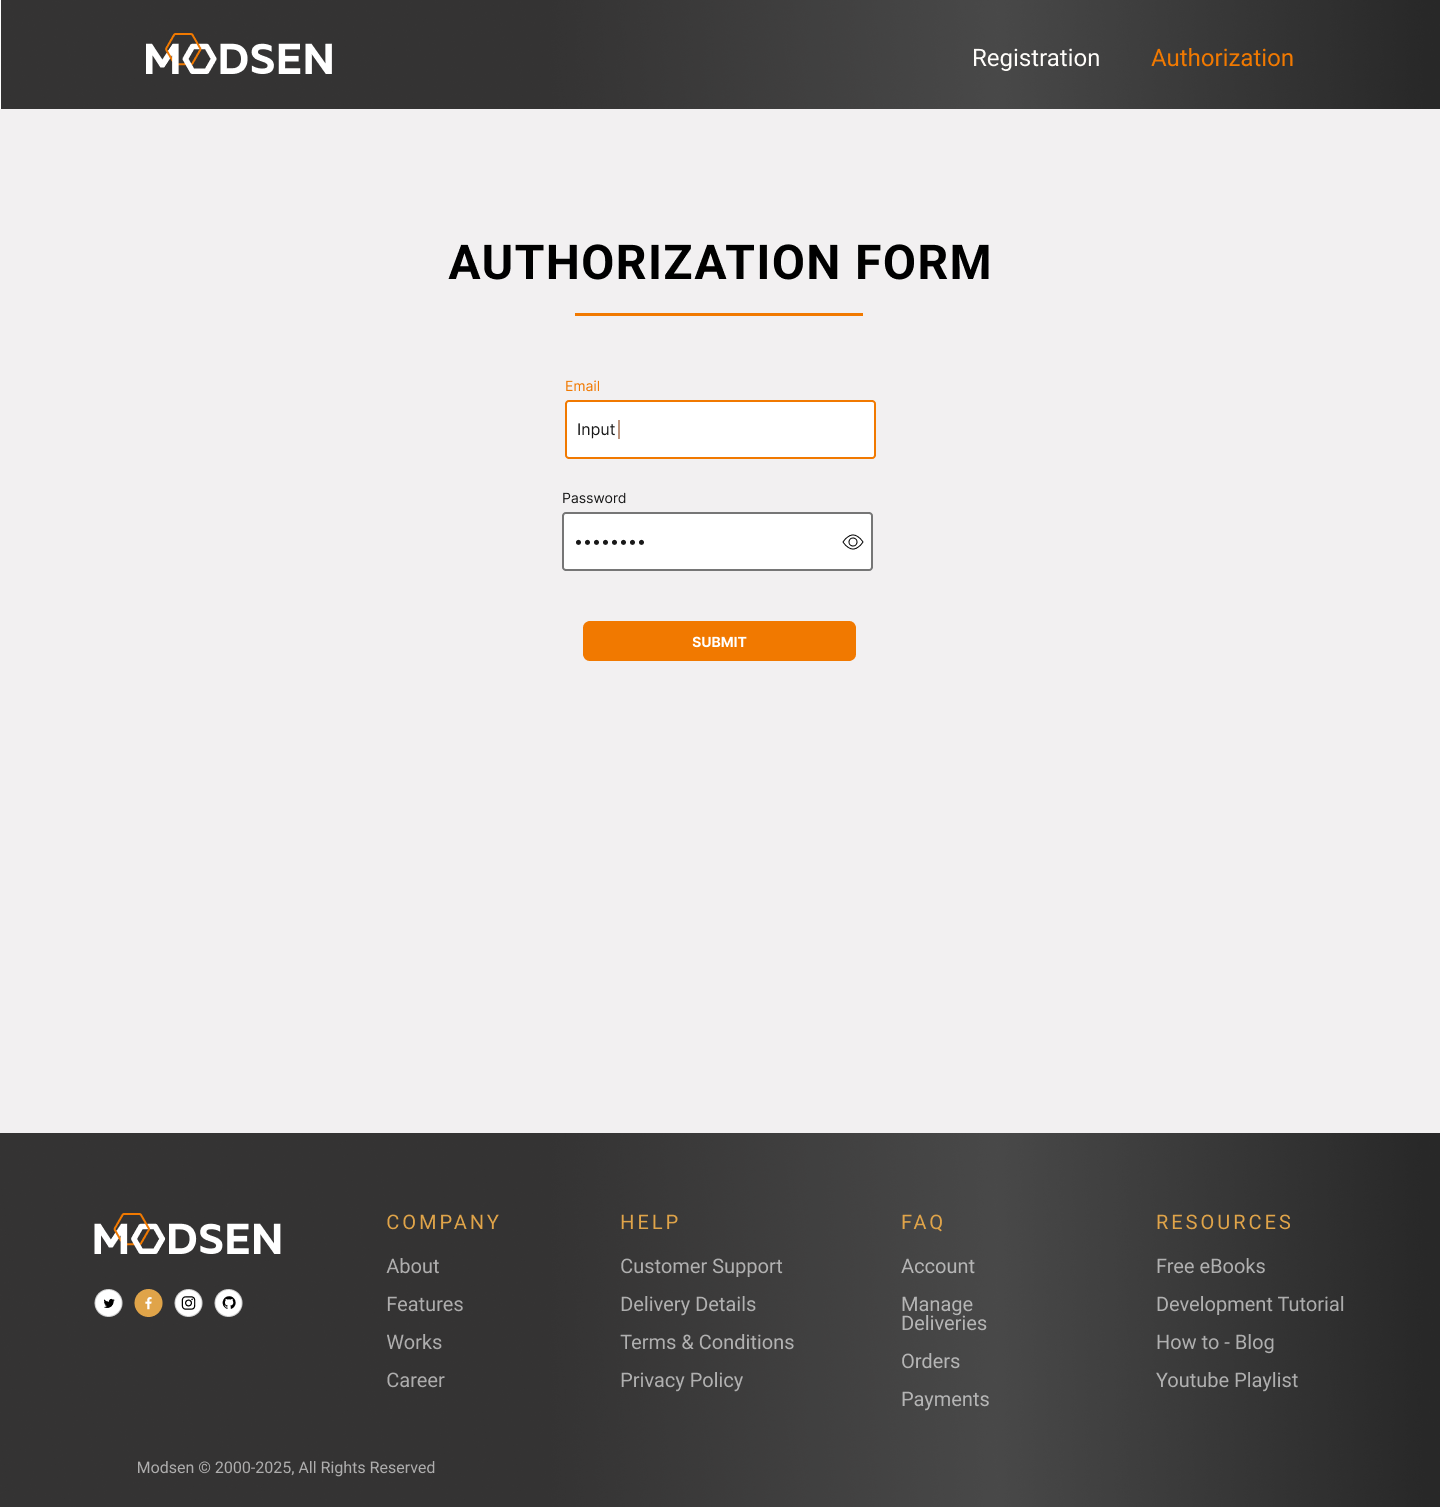 MODSEN
Registration
Authorization
AUTHORIZATION FORM
Email
Input
Password
SUBMIT
MODSEN
COMPANY
About
Features
Works
Career
HELP
Customer Support
Delivery Details
Terms & Conditions
Privacy Policy
FAQ
Account
Manage
Deliveries
Orders
Payments
RESOURCES
Free eBooks
Development Tutorial
How to - Blog
Youtube Playlist
Modsen © 2000-2025, All Rights Reserved